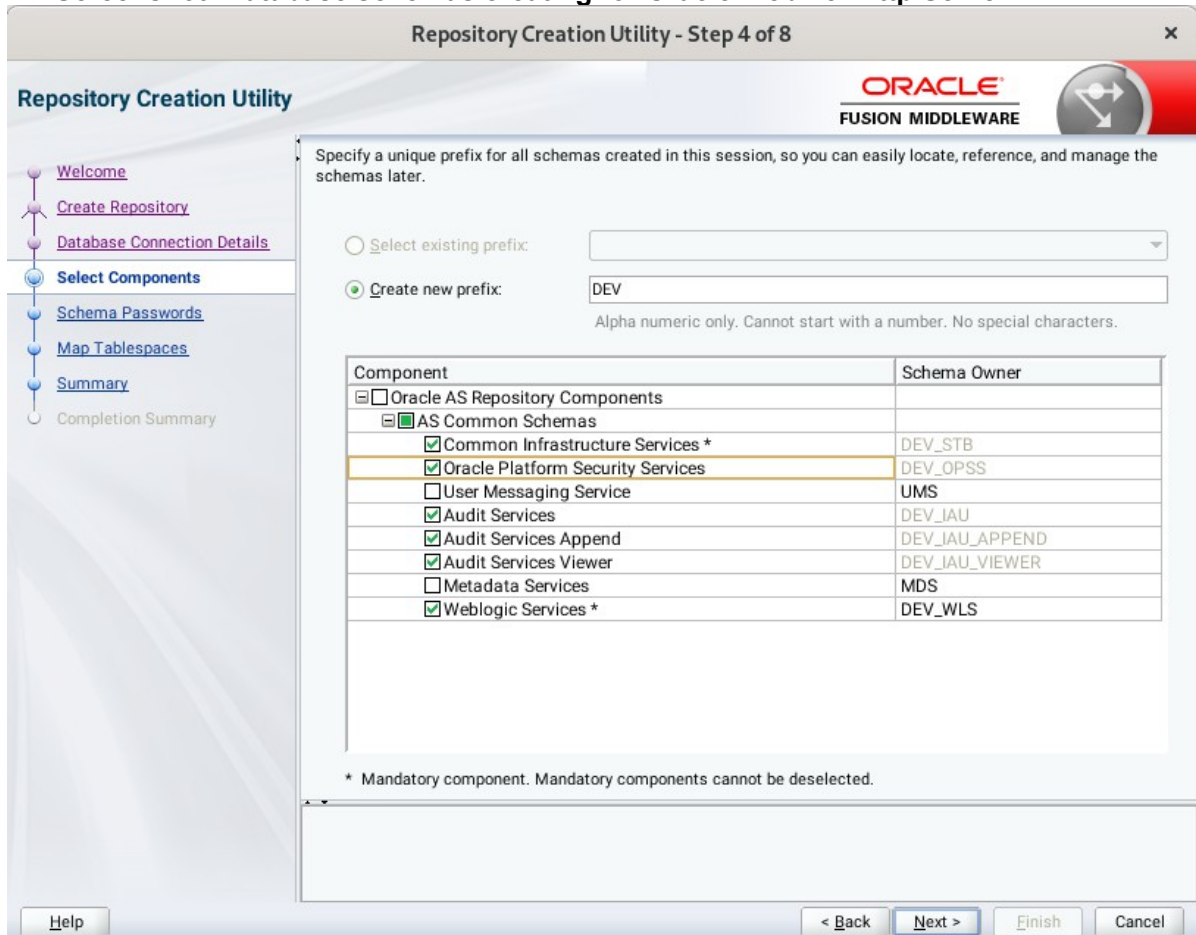 Repository Creation Utility - Step 4 of 8
Repository Creation Utility
ORACLE
FUSION MIDDLEWARE
Welcome
Create Repository
Database Connection Details
Select Components
Schema Passwords
Map Tablespaces
Summary
Completion Summary
Specify a unique prefix for all schemas created in this session, so you can easily locate, reference, and manage the
schemas later.
Select existing prefix:
Create new prefix: DEV
Alpha numeric only. Cannot start with a number. No special characters.
Component Schema Owner
Oracle AS Repository Components
AS Common Schemas
Common Infrastructure Services * DEV_STB
Oracle Platform Security Services DEV_OPSS
User Messaging Service UMS
Audit Services DEV_IAU
Audit Services Append DEV_IAU_APPEND
Audit Services Viewer DEV_IAU_VIEWER
Metadata Services MDS
Weblogic Services * DEV_WLS
* Mandatory component. Mandatory components cannot be deselected.
Help < Back Next > Finish Cancel